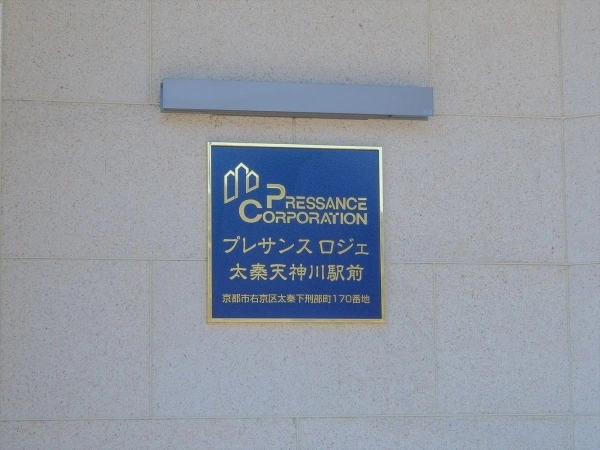 PRESSANCE
CORPORATION
プレサンス ロジェ
太秦天神川駅前
京都市右京区太秦下刑部町170番地